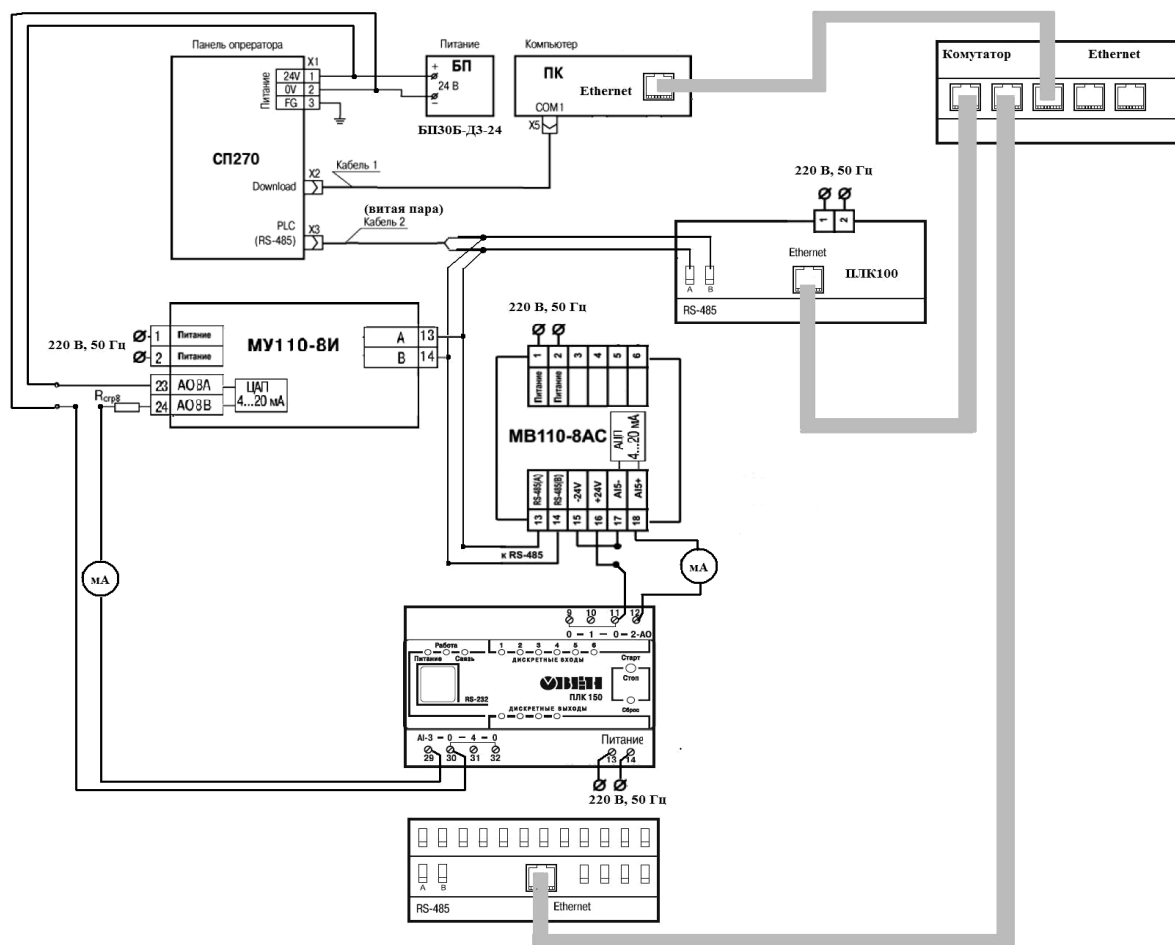 Панель опрератора
X1
Питание
24V 1
0V 2
FG 3
СП270
X2
Download
PLC
(RS-485)
X3
Кабель 1
(витая пара)
Кабель 2
Питание
+ БП
24 В
–
БП30Б-Д3-24
Компьютер
ПК
Ethernet
COM 1
X5
Комутатор Ethernet
220 В, 50 Гц
1 2
Ethernet
ПЛК100
A B
RS-485
220 В, 50 Гц
1 Питание
2 Питание
МУ110-8И
A 13
B 14
23 АО8А
24 АО8В
ЦАП
4...20 мА
Rогр8
220 В, 50 Гц
1 2 3 4 5 6
Питание Питание
МВ110-8АС
АЦП
4...20 мА
RS-485(A) RS-485(B) -24V +24V AI5- AI5+
13 14 15 16 17 18
к RS-485
мА
мА
9 10 11 12
0 – 1 – 0 – 2-АО
Работа
Питание Связь
1 2 3 4 5 6
ДИСКРЕТНЫЕ ВХОДЫ
Старт
Стоп
ОВЕН
ПЛК 150
RS-232
ДИСКРЕТНЫЕ ВЫХОДЫ
Сброс
AI-3 – 0 – 4 – 0
29 30 31 32
Питание
13 14
220 В, 50 Гц
A B
RS-485
Ethernet